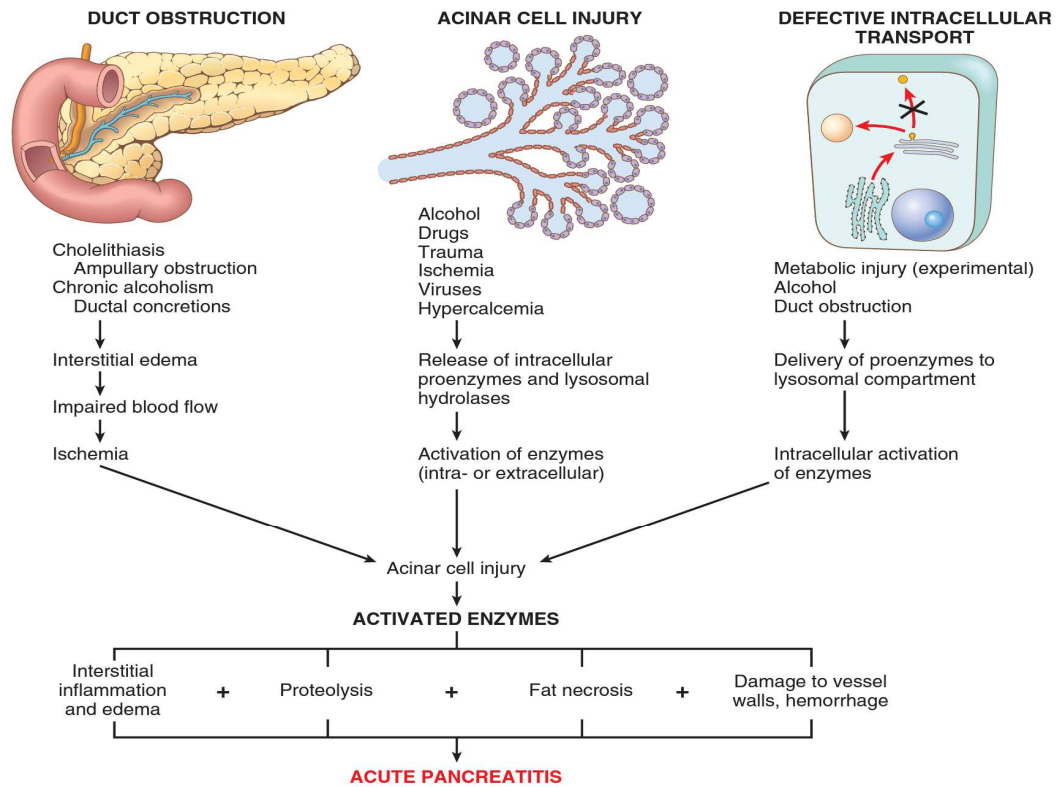 DUCT OBSTRUCTION
Cholelithiasis
Ampullary obstruction
Chronic alcoholism
Ductal concretions
Interstitial edema
Impaired blood flow
Ischemia
ACINAR CELL INJURY
Alcohol
Drugs
Trauma
Ischemia
Viruses
Hypercalcemia
Release of intracellular
proenzymes and lysosomal
hydrolases
Activation of enzymes
(intra- or extracellular)
DEFECTIVE INTRACELLULAR
TRANSPORT
Metabolic injury (experimental)
Alcohol
Duct obstruction
Delivery of proenzymes to
lysosomal compartment
Intracellular activation
of enzymes
Acinar cell injury
ACTIVATED ENZYMES
Interstitial
inflammation
and edema
+
Proteolysis
+
Fat necrosis
+
Damage to vessel
walls, hemorrhage
ACUTE PANCREATITIS